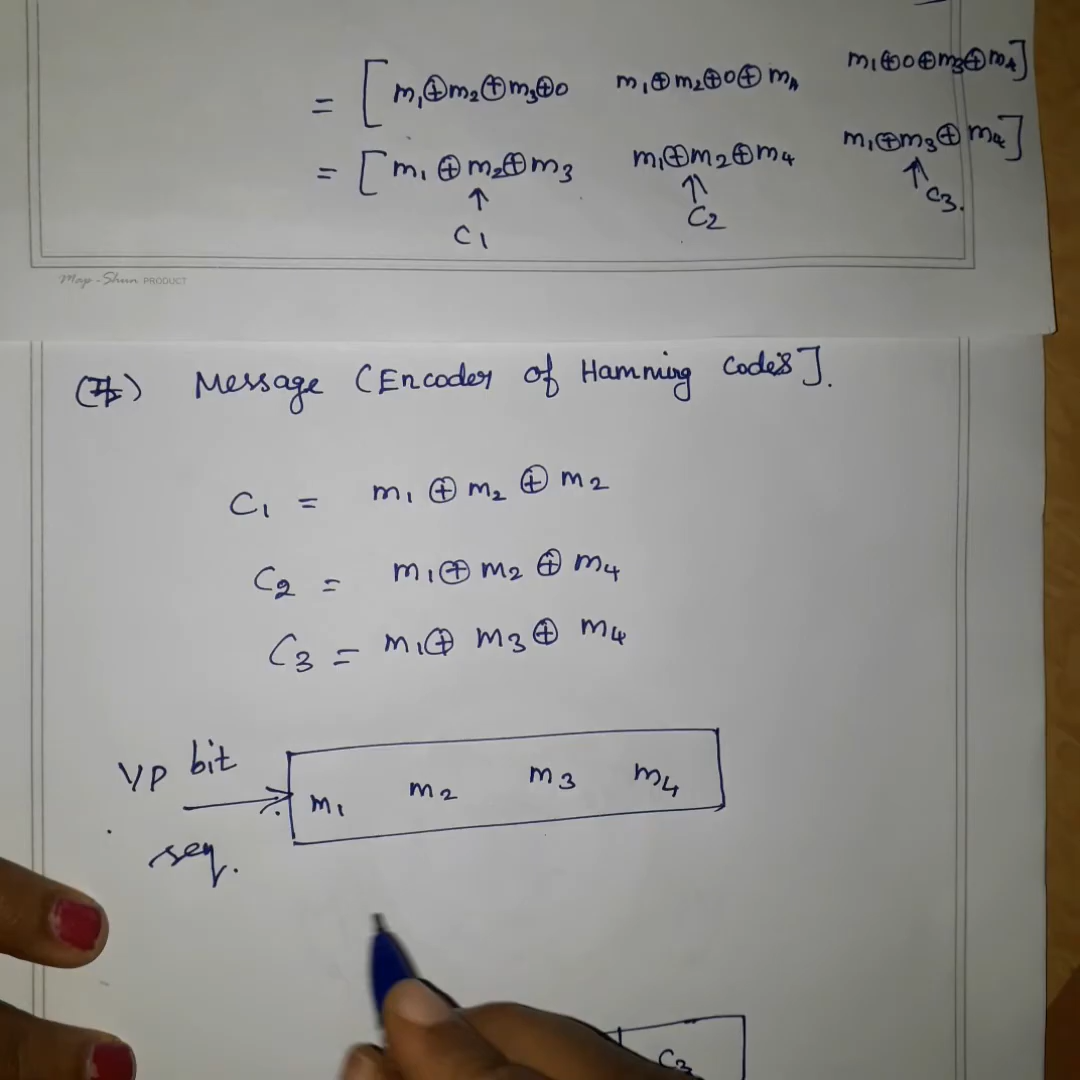 = [ m₁⊕m₂⊕m₃⊕0 m₁⊕m₂⊕0⊕m₄ m₁⊕0⊕m₃⊕m₄]
= [ m₁ ⊕ m₂⊕m₃ m₁⊕m₂⊕m₄ m₁⊕m₃⊕m₄]
↑ ⇑ ⇑
C₁ C₂ C₃.
Map-Shun PRODUCT
(#) Message (Encoder of Hamming Codes].
C₁ = m₁ ⊕ m₂ ⊕ m₂
C₂ = m₁⊕ m₂ ⊕ m₄
C₃ = m₁⊕ m₃⊕ m₄
I/P bit
m₁ m₂ m₃ m₄
seq.
C₃